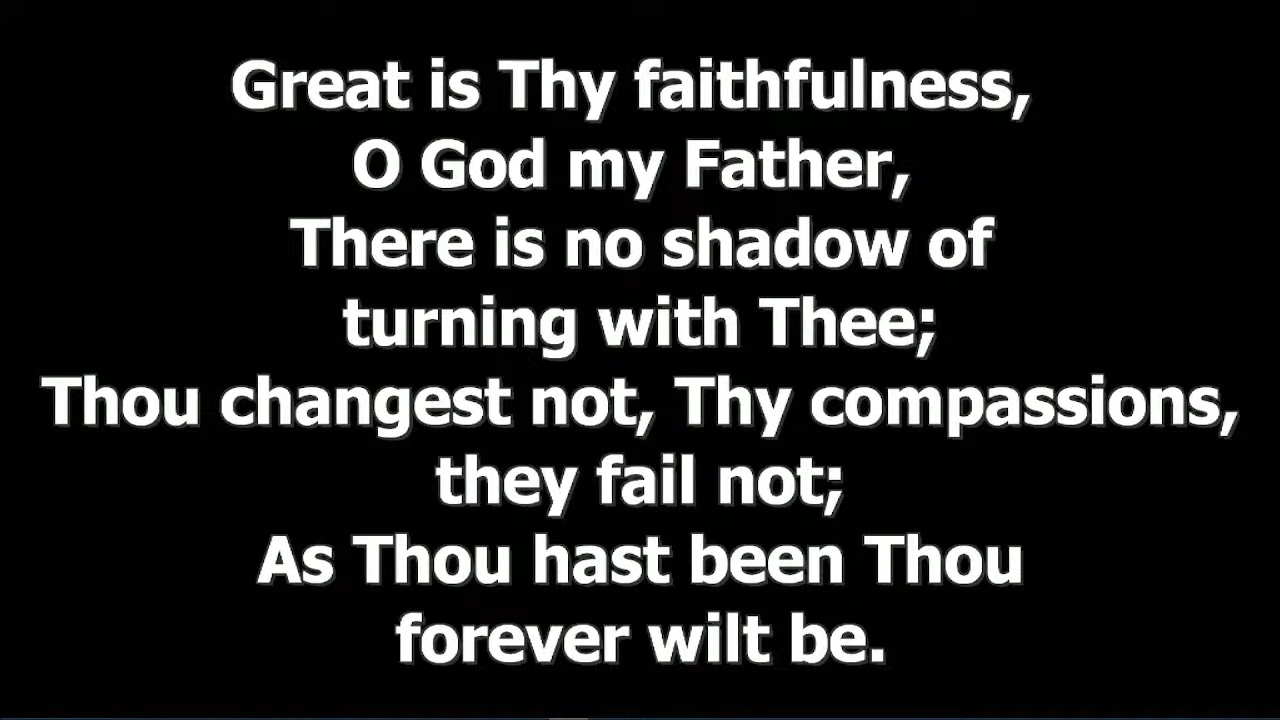 Great is Thy faithfulness,
O God my Father,
There is no shadow of
turning with Thee;
Thou changest not, Thy compassions,
they fail not;
As Thou hast been Thou
forever wilt be.